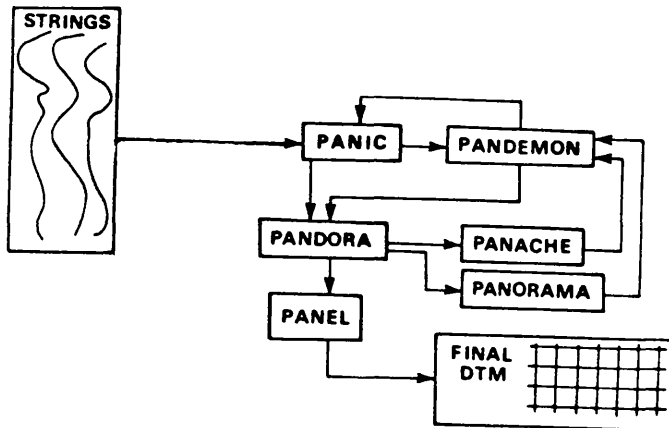 STRINGS
PANIC
PANDEMON
PANDORA
PANACHE
PANORAMA
PANEL
FINAL
DTM